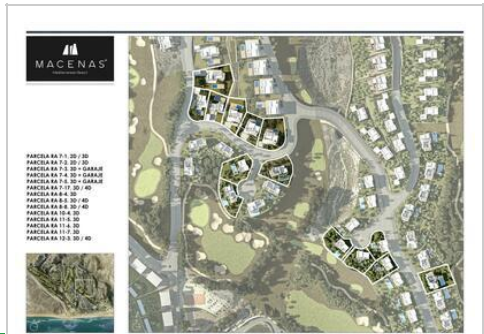 MACENAS
Mediterranean Resort
PARCELA RA 7-1. 2D / 3D
PARCELA RA 7-2. 2D / 3D
PARCELA RA 7-3. 3D + GARAJE
PARCELA RA 7-4. 3D + GARAJE
PARCELA RA 7-5. 3D + GARAJE
PARCELA RA 7-17. 3D / 4D
PARCELA RA 8-4. 3D
PARCELA RA 8-5. 3D / 4D
PARCELA RA 8-8. 3D / 4D
PARCELA RA 10-4. 3D
PARCELA RA 11-5. 3D
PARCELA RA 11-6. 3D
PARCELA RA 11-7. 3D
PARCELA RA 12-3. 3D / 4D